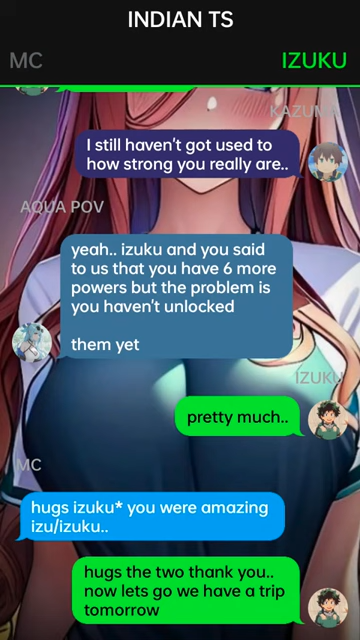 INDIAN TS
MC
IZUKU
KAZUMA
I still haven't got used to
how strong you really are..
AQUA POV
yeah.. izuku and you said
to us that you have 6 more
powers but the problem is
you haven't unlocked
them yet
IZUKU
pretty much..
MC
hugs izuku* you were amazing
izu/izuku..
hugs the two thank you..
now lets go we have a trip
tomorrow